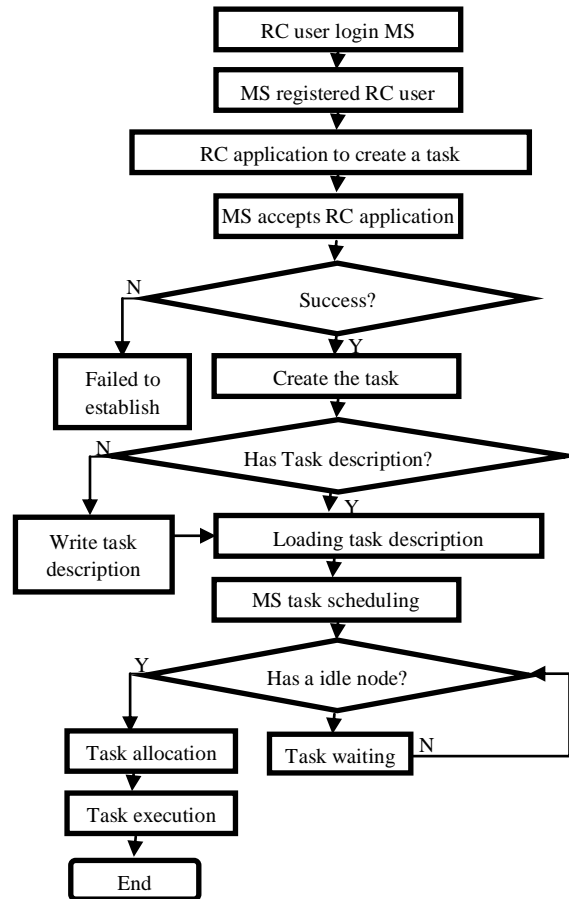 RC user login MS
MS registered RC user
RC application to create a task
MS accepts RC application
N
Success?
Y
Failed to
establish
Create the task
N
Has Task description?
Y
Write task
description
Loading task description
MS task scheduling
Y
Has a idle node?
Task allocation
Task waiting
N
Task execution
End